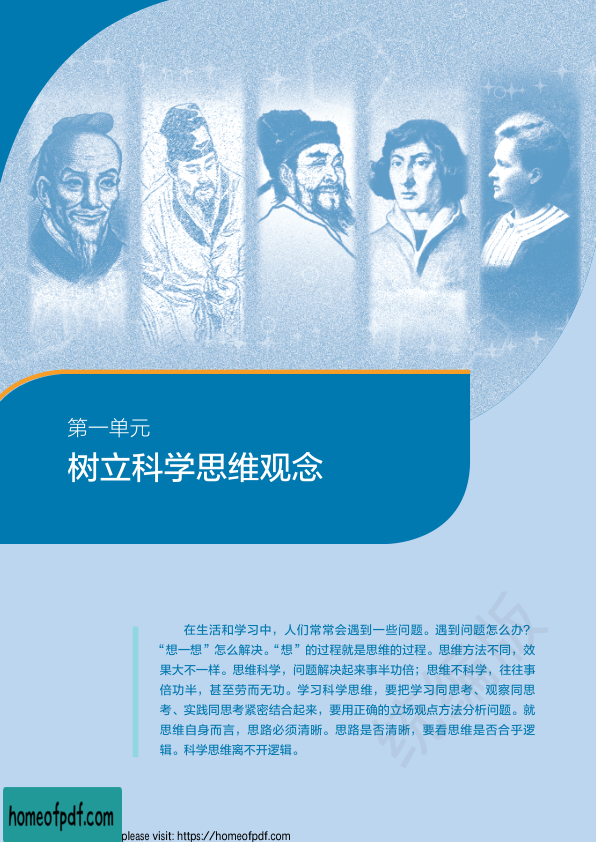 第一单元
树立科学思维观念
在生活和学习中，人们常常会遇到一些问题。遇到问题怎么办？
“想一想”怎么解决。“想”的过程就是思维的过程。思维方法不同，效
果大不一样。思维科学，问题解决起来事半功倍；思维不科学，往往事
倍功半，甚至劳而无功。学习科学思维，要把学习同思考、观察同思
考、实践同思考紧密结合起来，要用正确的立场观点方法分析问题。就
思维自身而言，思路必须清晰。思路是否清晰，要看思维是否合乎逻
辑。科学思维离不开逻辑。
统编版
homeofpdf.com
please visit: https://homeofpdf.com